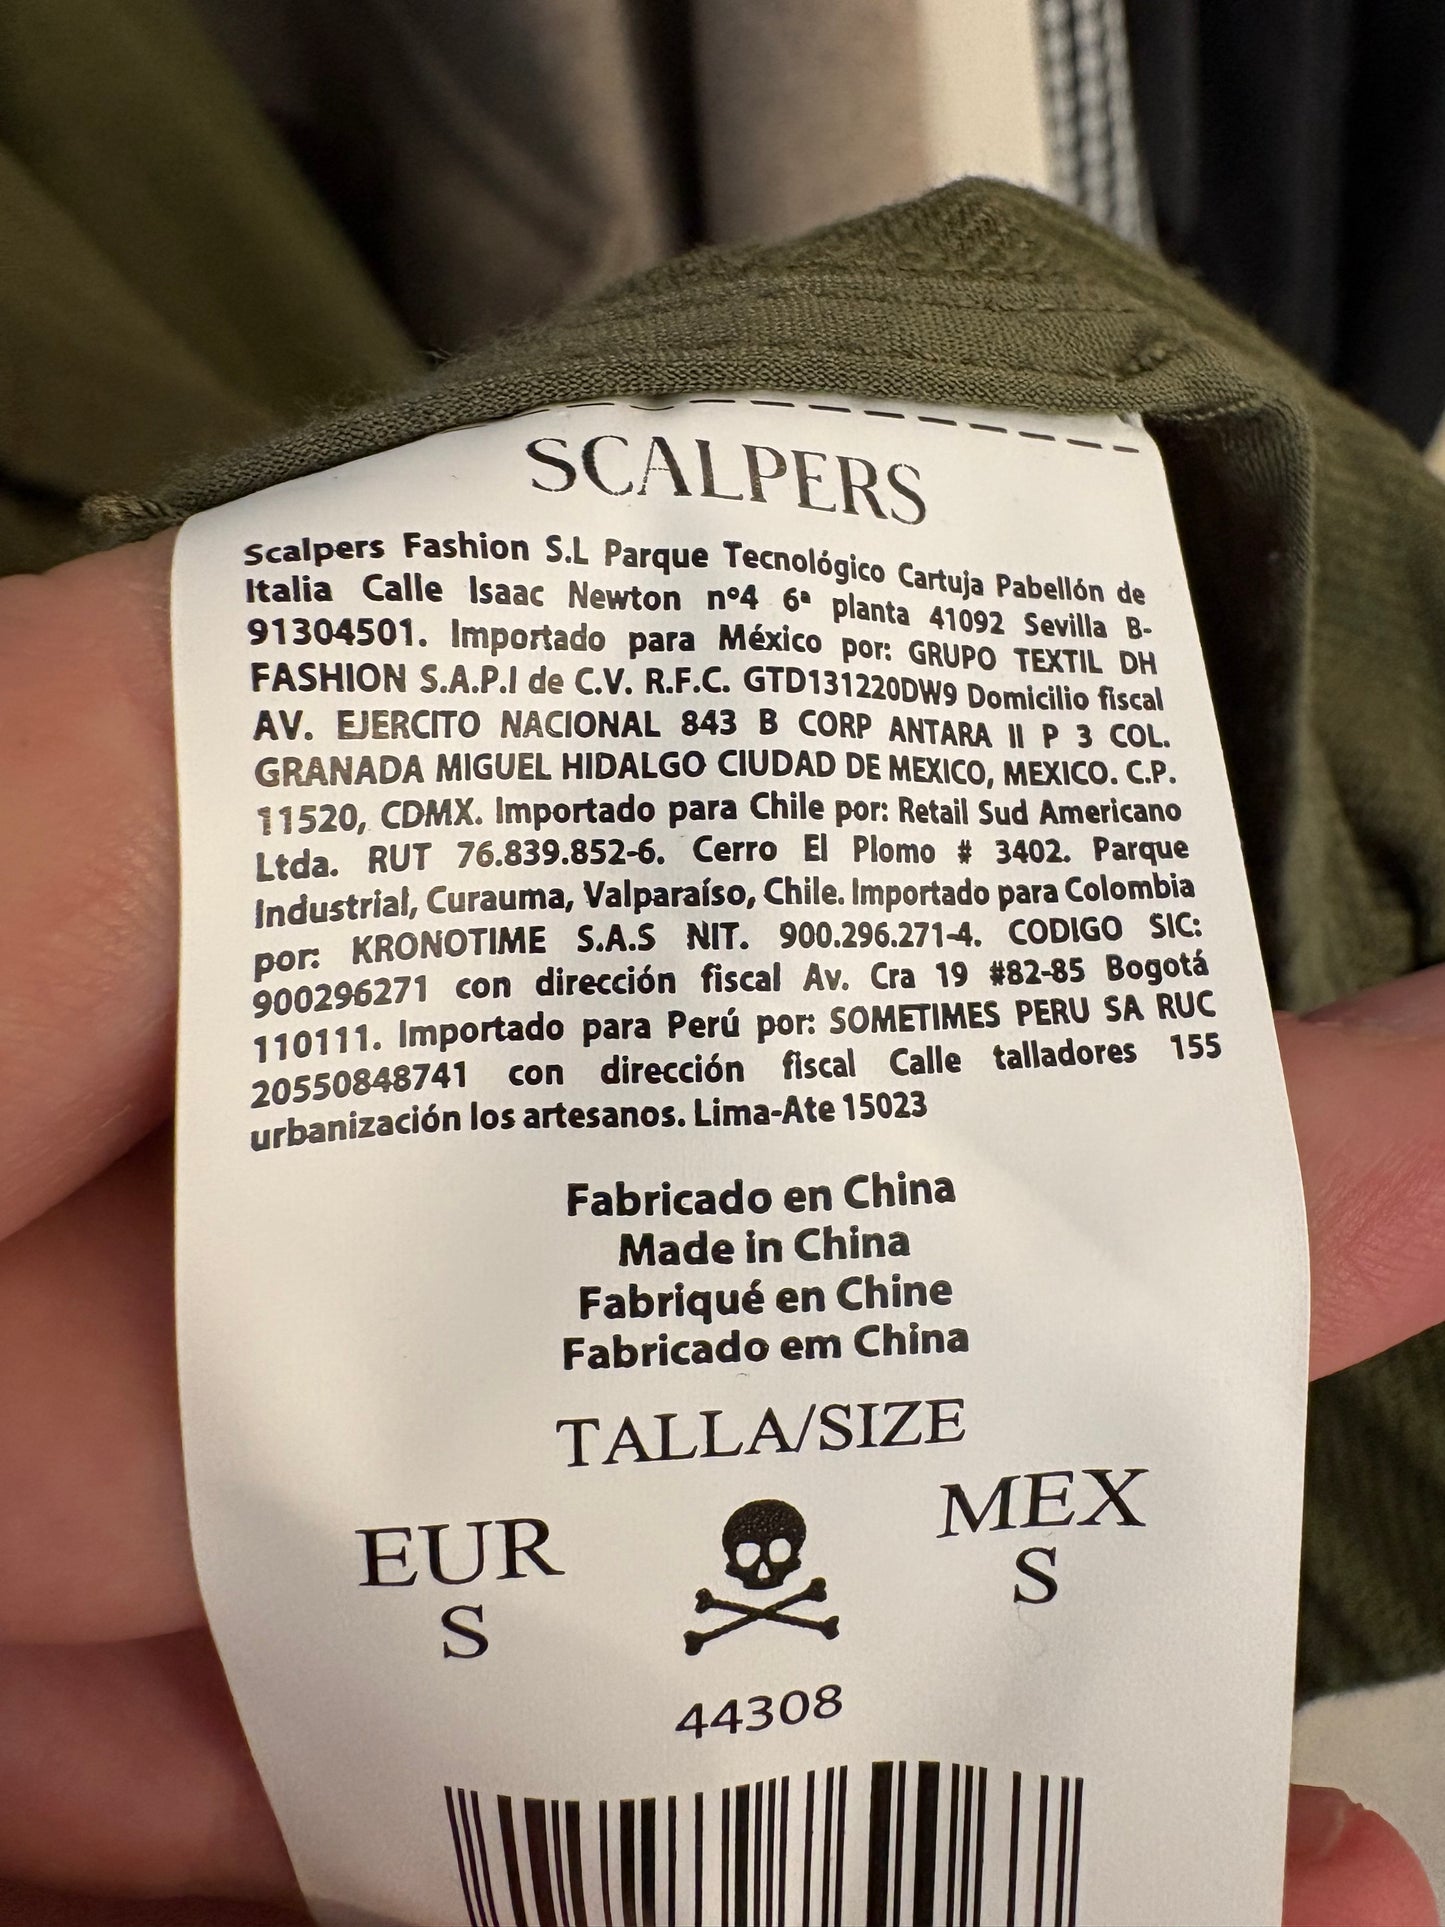 SCALPERS
Scalpers Fashion S.L Parque Tecnológico Cartuja Pabellón de
Italia Calle Isaac Newton nº4 6ª planta 41092 Sevilla B-
91304501. Importado para México por: GRUPO TEXTIL DH
FASHION S.A.P.I de C.V. R.F.C. GTD131220DW9 Domicilio fiscal
AV. EJERCITO NACIONAL 843 B CORP ANTARA II P 3 COL.
GRANADA MIGUEL HIDALGO CIUDAD DE MEXICO, MEXICO. C.P.
11520, CDMX. Importado para Chile por: Retail Sud Americano
Ltda. RUT 76.839.852-6. Cerro El Plomo # 3402. Parque
Industrial, Curauma, Valparaíso, Chile. Importado para Colombia
por: KRONOTIME S.A.S NIT. 900.296.271-4. CODIGO SIC:
900296271 con dirección fiscal Av. Cra 19 #82-85 Bogotá
110111. Importado para Perú por: SOMETIMES PERU SA RUC
20550848741 con dirección fiscal Calle talladores 155
urbanización los artesanos. Lima-Ate 15023
Fabricado en China
Made in China
Fabriqué en Chine
Fabricado em China
TALLA/SIZE
EUR MEX
S S
44308